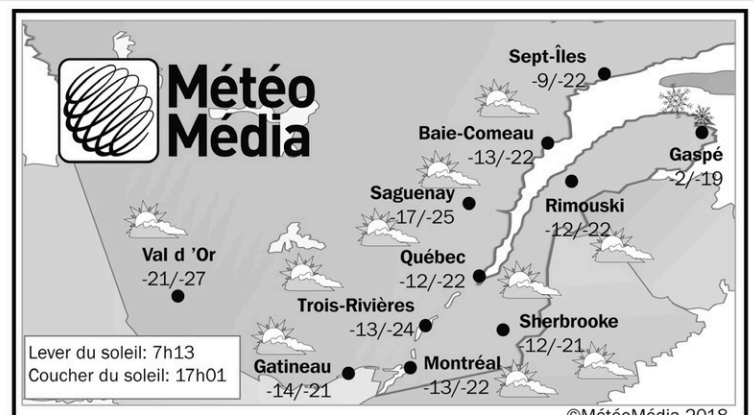 Météo
Média
Sept-Îles
-9/-22
Baie-Comeau
-13/-22
Gaspé
-2/-19
Saguenay
-17/-25
Rimouski
-12/-22
Val d 'Or
-21/-27
Québec
-12/-22
Trois-Rivières
-13/-24
Sherbrooke
-12/-21
Lever du soleil: 7h13
Coucher du soleil: 17h01
Gatineau
-14/-21
Montréal
-13/-22
©MétéoMédia 2018